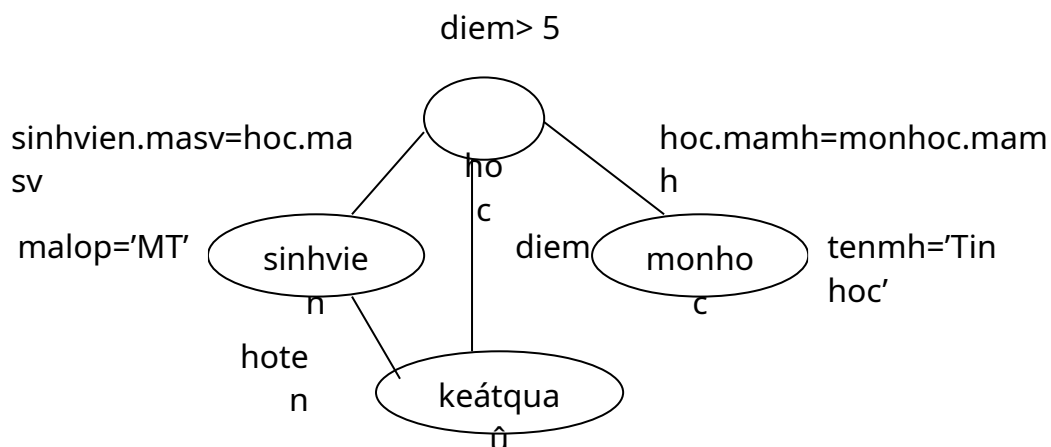 diem> 5
sinhvien.masv=hoc.ma
sv
hoc.mamh=monhoc.mam
h
ho
c
malop=’MT’
sinhvie
n
diem
monho
c
tenmh=’Tin
hoc’
hote
n
keátqua
û